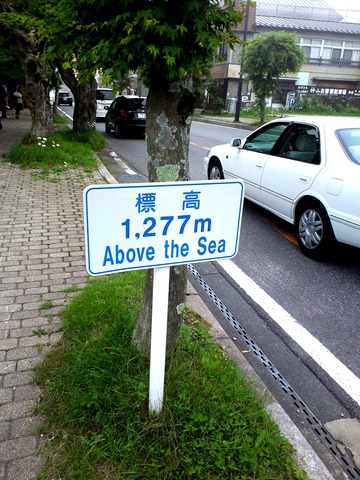 標高
1,277m
Above the Sea
P